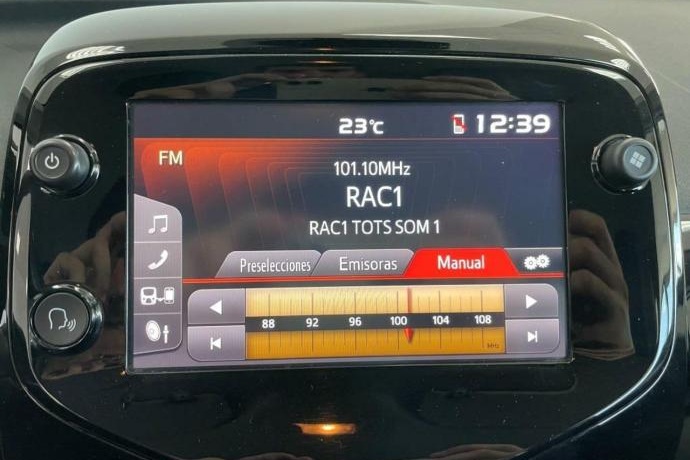 23°C 12:39
FM
101.10MHz
RAC1
RAC1 TOTS SOM 1
Preselecciones Emisoras Manual
88 92 96 100 104 108
MHz